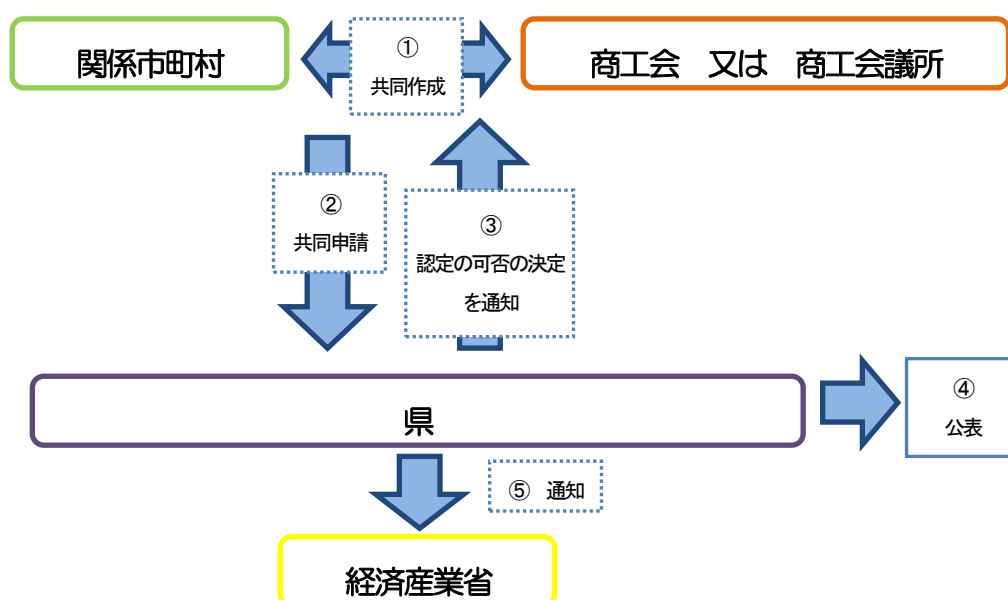 関係市町村
①
共同作成
商工会　又は　商工会議所
②
共同申請
③
認定の可否の決定
を通知
県
④
公表
⑤　通知
経済産業省